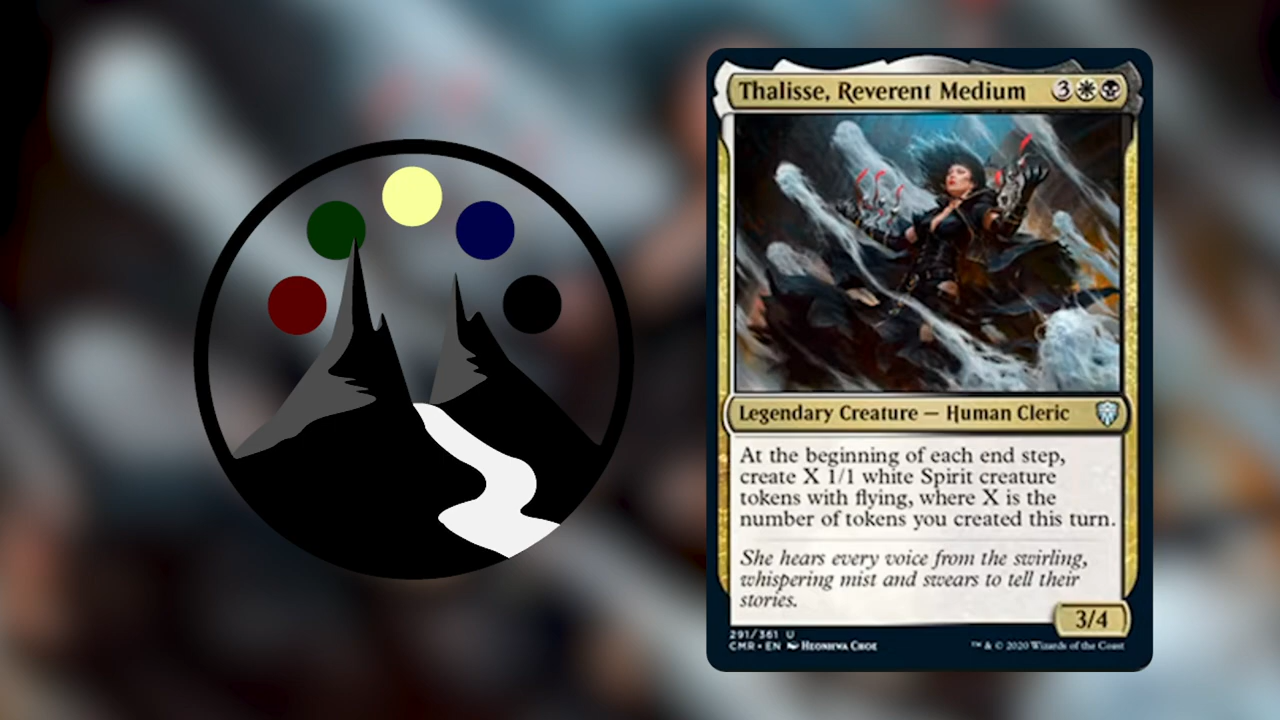 Thalisse, Reverent Medium 3
Legendary Creature — Human Cleric
At the beginning of each end step,
create X 1/1 white Spirit creature
tokens with flying, where X is the
number of tokens you created this turn.
She hears every voice from the swirling,
whispering mist and swears to tell their
stories.
3/4
291/361 U
CMR • EN Heonhwa Choe
™ & © 2020 Wizards of the Coast